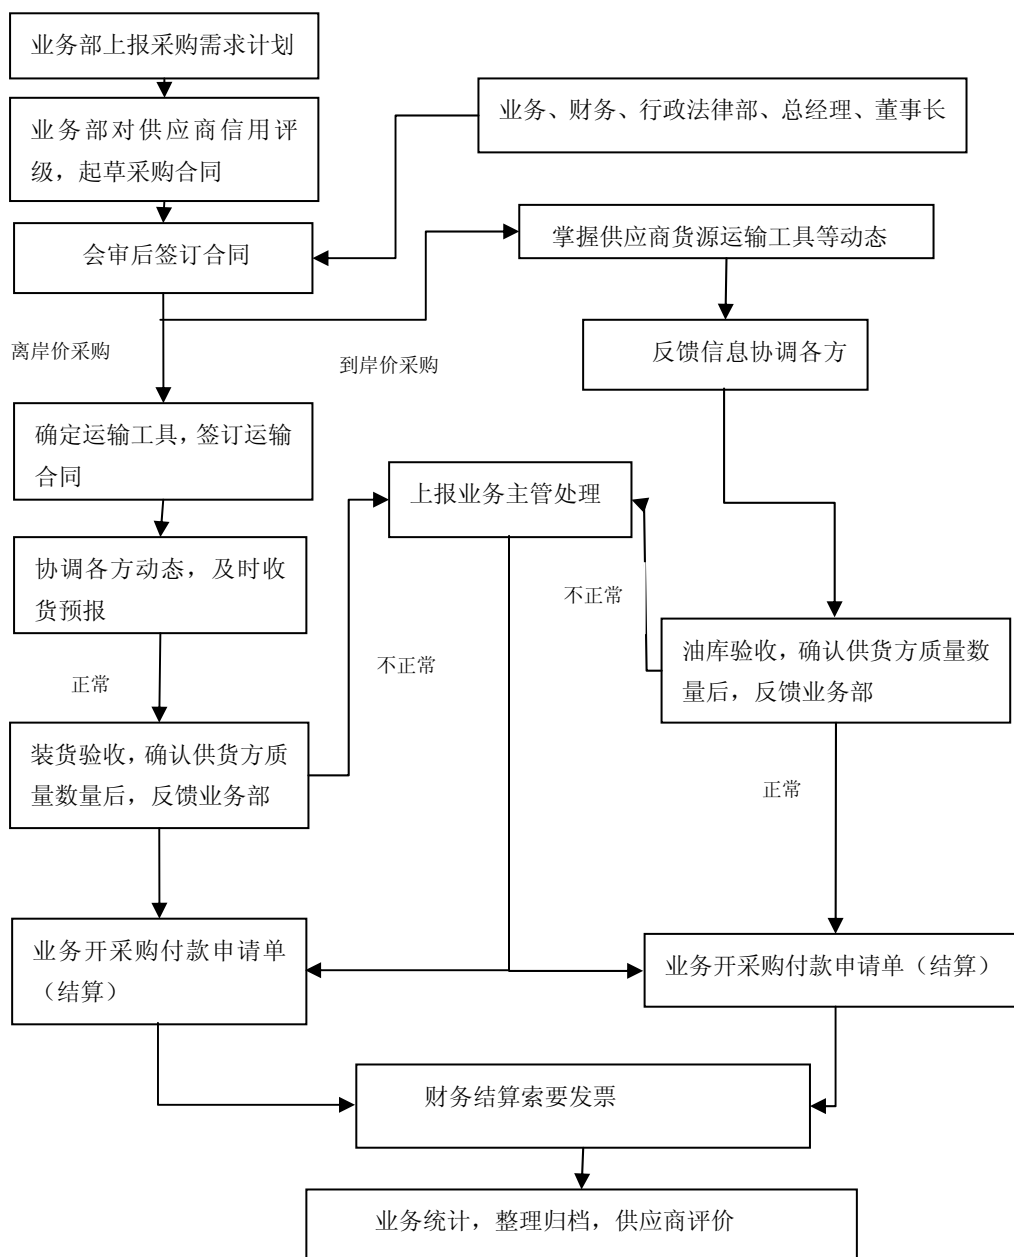 业务部上报采购需求计划
业务、财务、行政法律部、总经理、董事长
业务部对供应商信用评
级，起草采购合同
会审后签订合同
掌握供应商货源运输工具等动态
离岸价采购
到岸价采购
反馈信息协调各方
确定运输工具，签订运输
合同
上报业务主管处理
协调各方动态，及时收
货预报
不正常
正常
不正常
油库验收，确认供货方质量数
量后，反馈业务部
装货验收，确认供货方质
量数量后，反馈业务部
正常
业务开采购付款申请单
（结算）
业务开采购付款申请单（结算）
财务结算索要发票
业务统计，整理归档，供应商评价